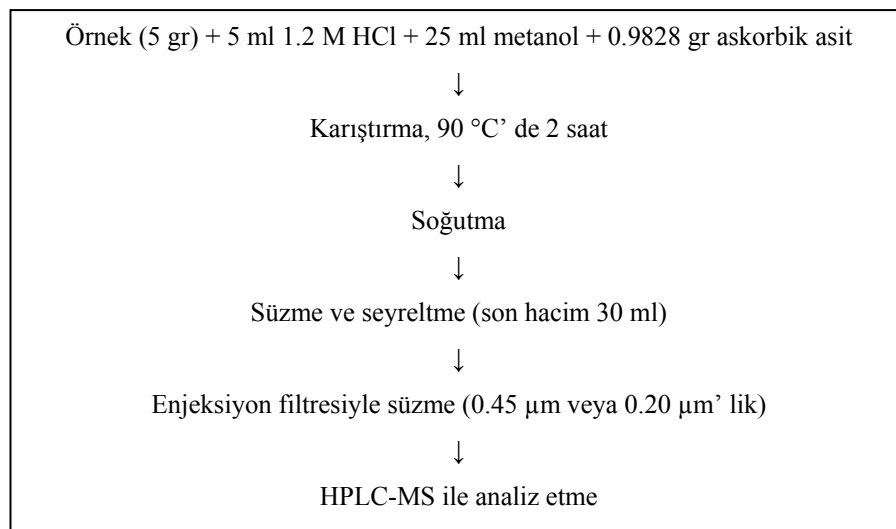 Örnek (5 gr) + 5 ml 1.2 M HCl + 25 ml metanol + 0.9828 gr askorbik asit
↓
Karıştırma, 90 °C’ de 2 saat
↓
Soğutma
↓
Süzme ve seyreltme (son hacim 30 ml)
↓
Enjeksiyon filtresiyle süzme (0.45 µm veya 0.20 µm’ lik)
↓
HPLC-MS ile analiz etme